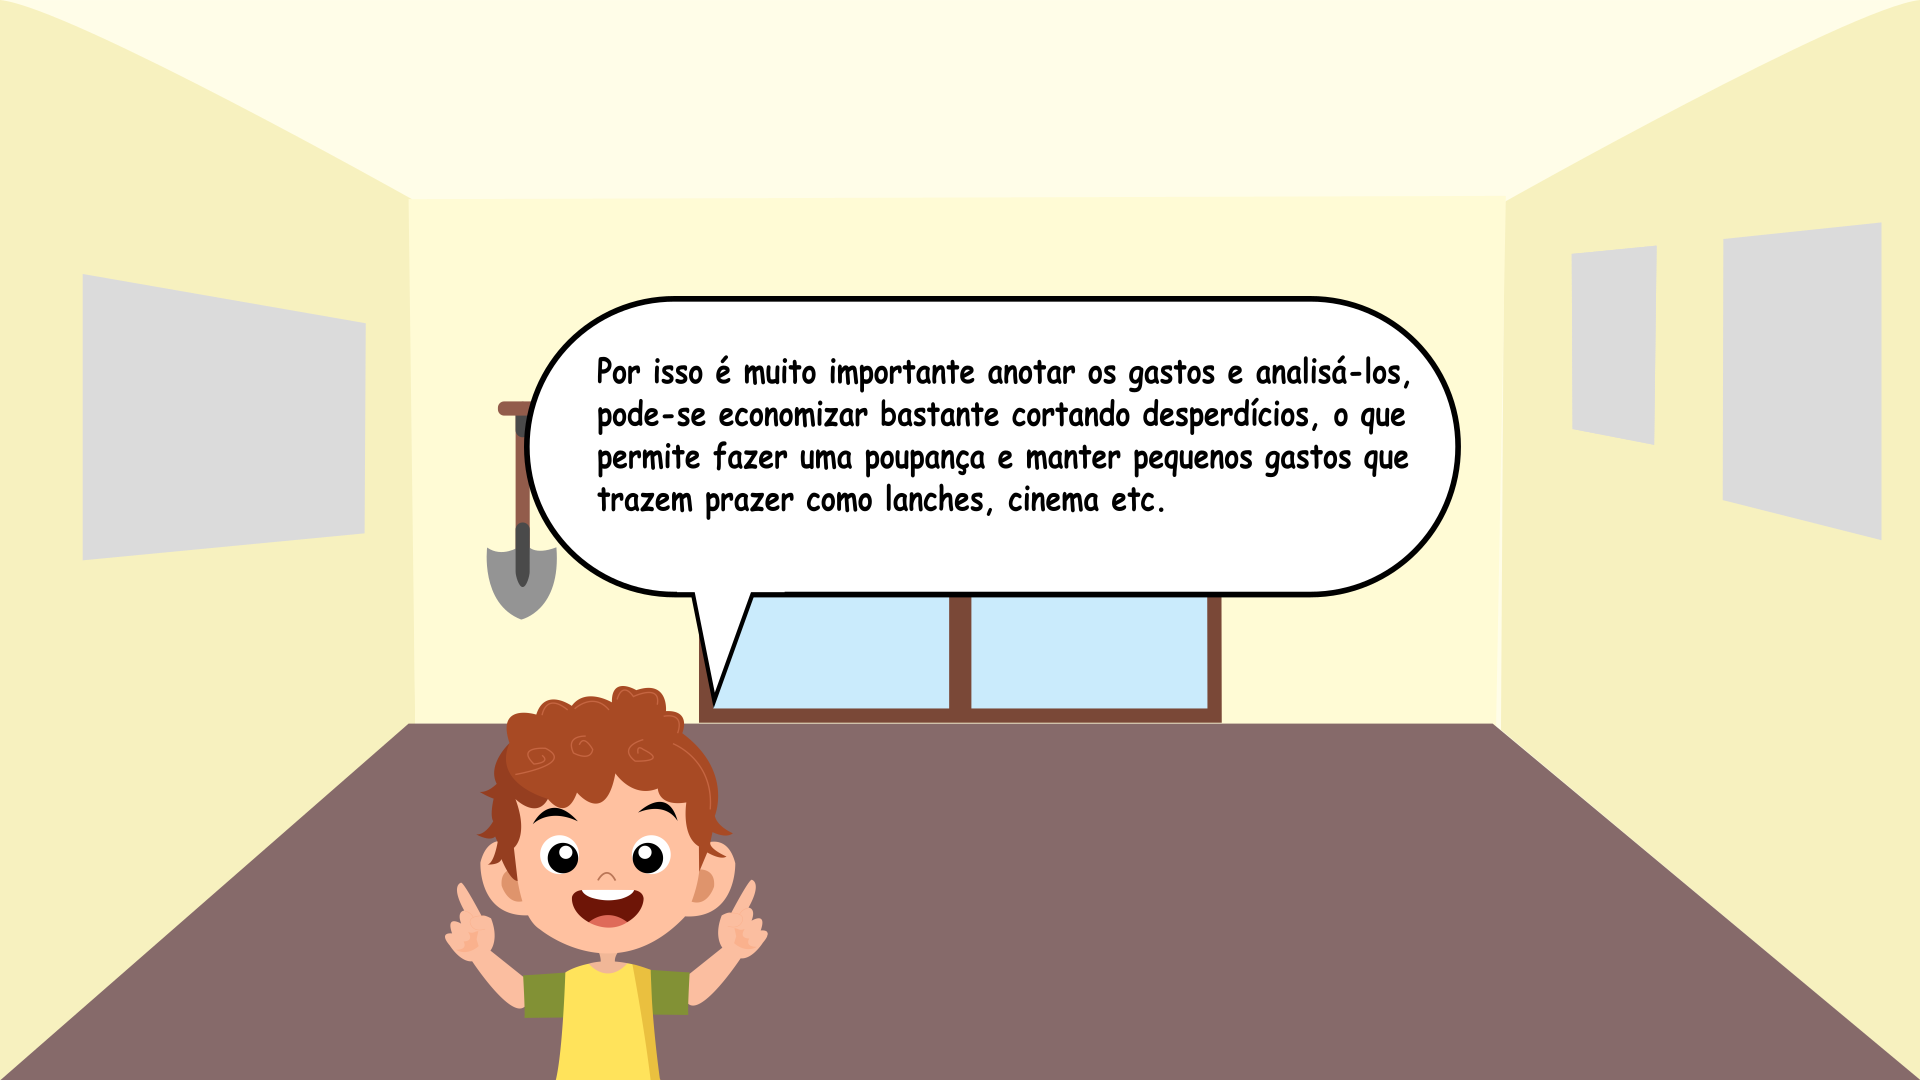 Por isso é muito importante anotar os gastos e analisá-los,
pode-se economizar bastante cortando desperdícios, o que
permite fazer uma poupança e manter pequenos gastos que
trazem prazer como lanches, cinema etc.